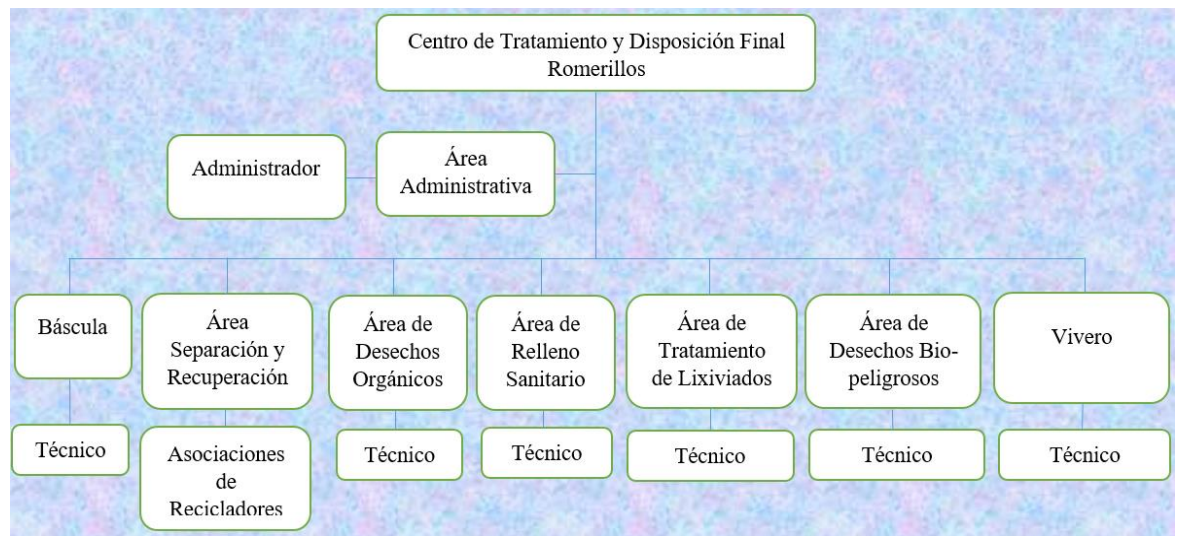 Centro de Tratamiento y Disposición Final
Romerillos
Administrador
Área
Administrativa
Báscula
Área
Separación y
Recuperación
Área de
Desechos
Orgánicos
Área de
Relleno
Sanitario
Área de
Tratamiento
de Lixiviados
Área de
Desechos Bio-
peligrosos
Vivero
Técnico
Asociaciones
de
Recicladores
Técnico
Técnico
Técnico
Técnico
Técnico